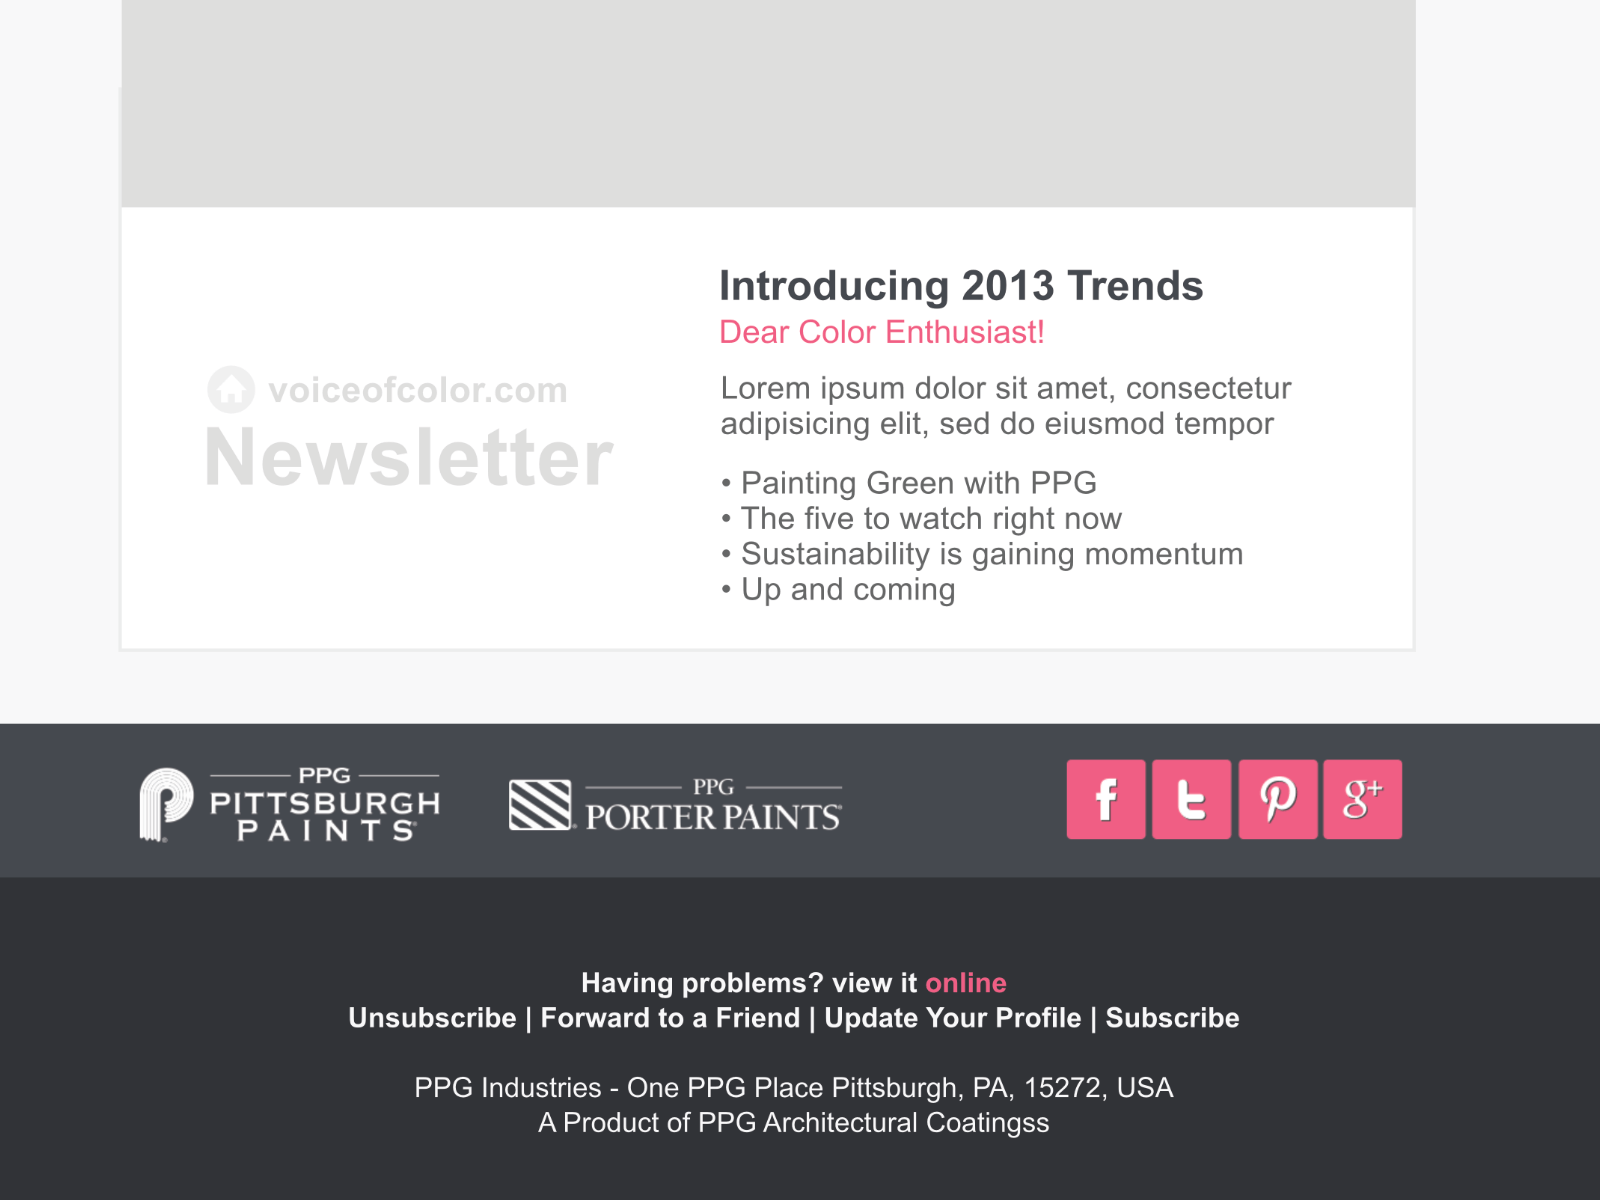 Introducing 2013 Trends
Dear Color Enthusiast!
voiceofcolor.com
Newsletter
Lorem ipsum dolor sit amet, consectetur
adipisicing elit, sed do eiusmod tempor
• Painting Green with PPG
• The five to watch right now
• Sustainability is gaining momentum
• Up and coming
PPG
PITTSBURGH
PAINTS
PPG
PORTER PAINTS
f
t
g+
Having problems? view it online
Unsubscribe | Forward to a Friend | Update Your Profile | Subscribe
PPG Industries - One PPG Place Pittsburgh, PA, 15272, USA
A Product of PPG Architectural Coatingss